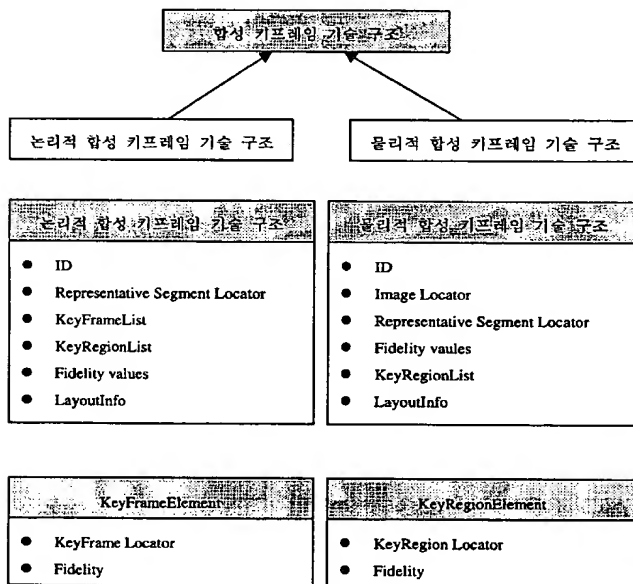 합성 키프레임 기술 구조
논리적 합성 키프레임 기술 구조
물리적 합성 키프레임 기술 구조
논리적 합성 키프레임 기술 구조
● ID
● Representative Segment Locator
● KeyFrameList
● KeyRegionList
● Fidelity values
● LayoutInfo
물리적 합성 키프레임 기술 구조
● ID
● Image Locator
● Representative Segment Locator
● Fidelity vaules
● KeyRegionList
● LayoutInfo
KeyFrameElement
● KeyFrame Locator
● Fidelity
KeyRegionElement
● KeyRegion Locator
● Fidelity